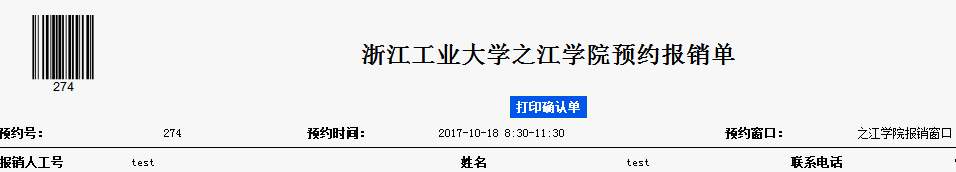 274
浙江工业大学之江学院预约报销单
打印确认单
预约号： 274 预约时间： 2017-10-18 8:30-11:30 预约窗口： 之江学院报销窗口
报销人工号 test 姓名 test 联系电话